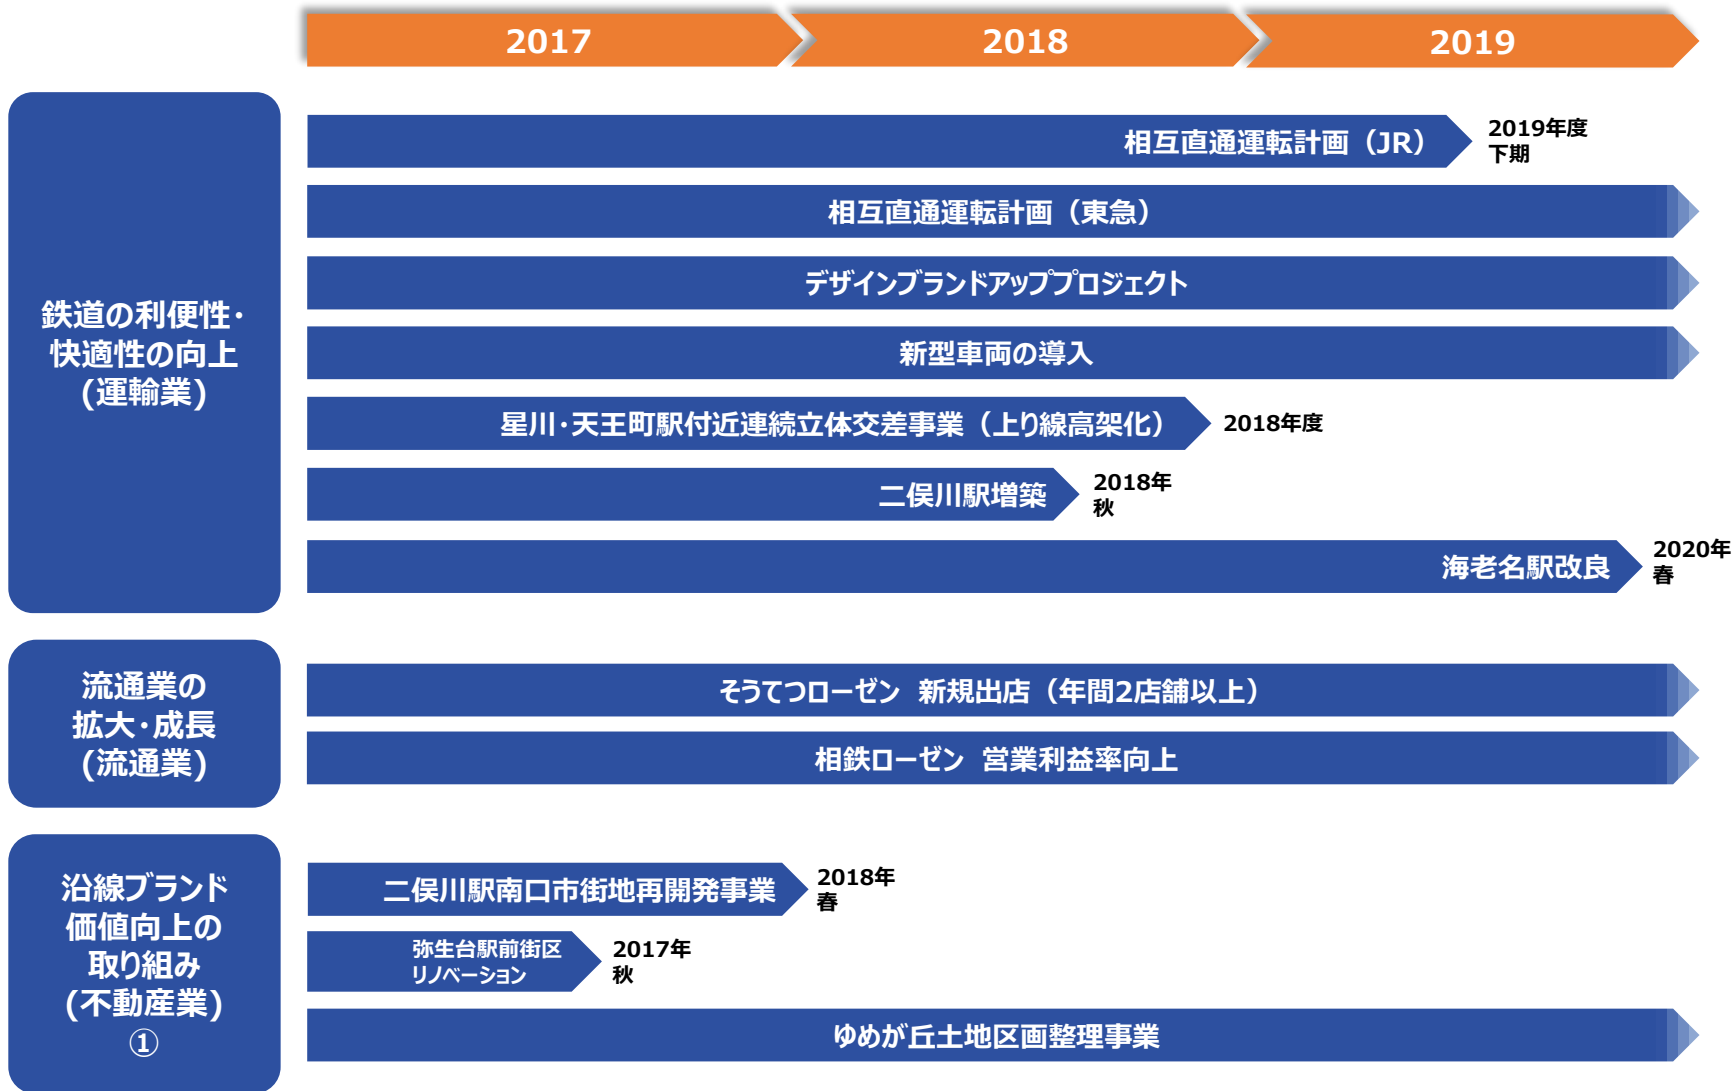 2017
2018
2019
鉄道の利便性・
快適性の向上
(運輸業)
相互直通運転計画（JR）
2019年度
下期
相互直通運転計画（東急）
デザインブランドアッププロジェクト
新型車両の導入
星川・天王町駅付近連続立体交差事業（上り線高架化）
2018年度
二俣川駅増築
2018年
秋
海老名駅改良
2020年
春
流通業の
拡大・成長
(流通業)
そうてつローゼン 新規出店（年間2店舗以上）
相鉄ローゼン 営業利益率向上
沿線ブランド
価値向上の
取り組み
(不動産業)
①
二俣川駅南口市街地再開発事業
2018年
春
弥生台駅前街区
リノベーション
2017年
秋
ゆめが丘土地区画整理事業